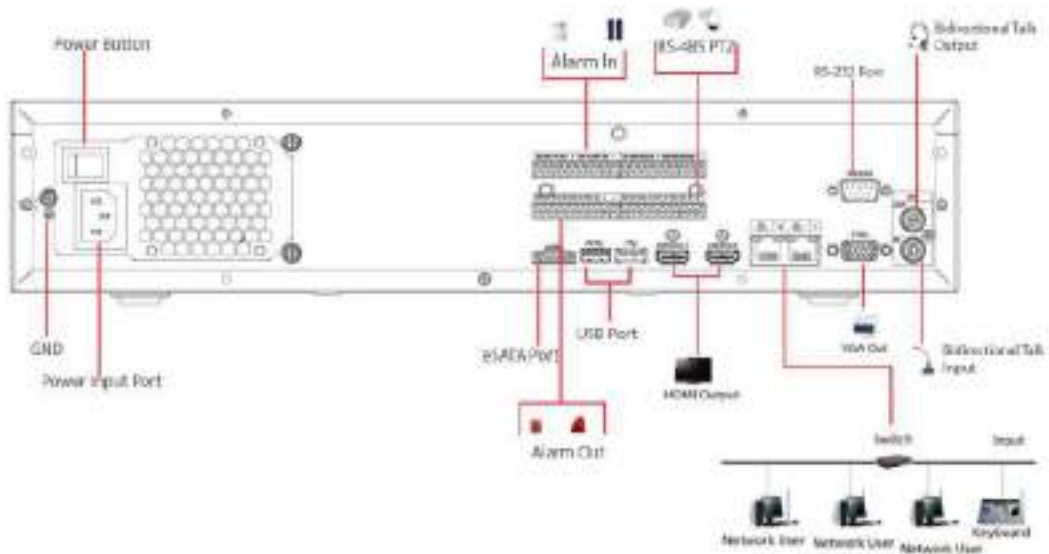 Power Button
Alarm In
RS-485 PTZ
Bidirectional Talk
Output
RS-232 Port
GND
Power Input Port
eSATA Port
USB Port
HDMI Output
VGA Out
Bidirectional Talk
Input
Alarm Out
Switch
Input
Network User
Network User
Network User
Keyboard